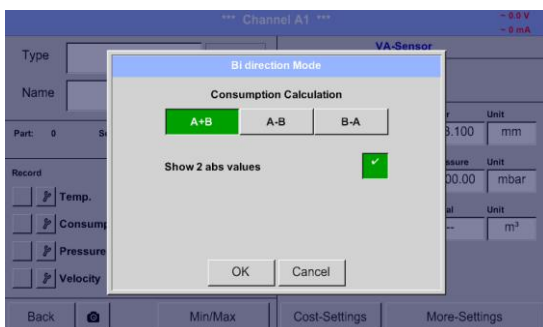 *** Channel A1 ***
~ 0.0 V
~ 0 mA
Type
VA-Sensor
Bi direction Mode
Name
Consumption Calculation
A+B
A-B
B-A
Unit
3.100
mm
Part: 0
Show 2 abs values
Unit
Record
00.00
mbar
Temp.
Unit
Consump
--
m³
Pressure
Velocity
OK
Cancel
Back
Min/Max
Cost-Settings
More-Settings